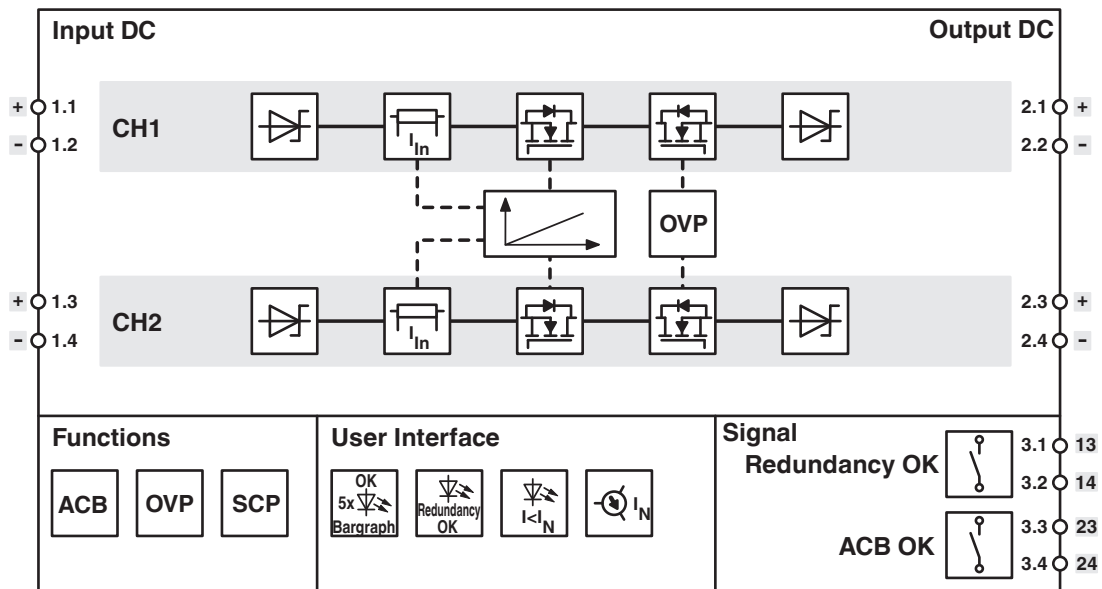 Input DC
Output DC
+ 1.1
- 1.2
CH1
I In
2.1 +
2.2 -
OVP
+ 1.3
- 1.4
CH2
I In
2.3 +
2.4 -
Functions
ACB
OVP
SCP
User Interface
OK
5x
Bargraph
Redundancy
OK
I<I N
I N
Signal
Redundancy OK
3.1 13
3.2 14
ACB OK
3.3 23
3.4 24